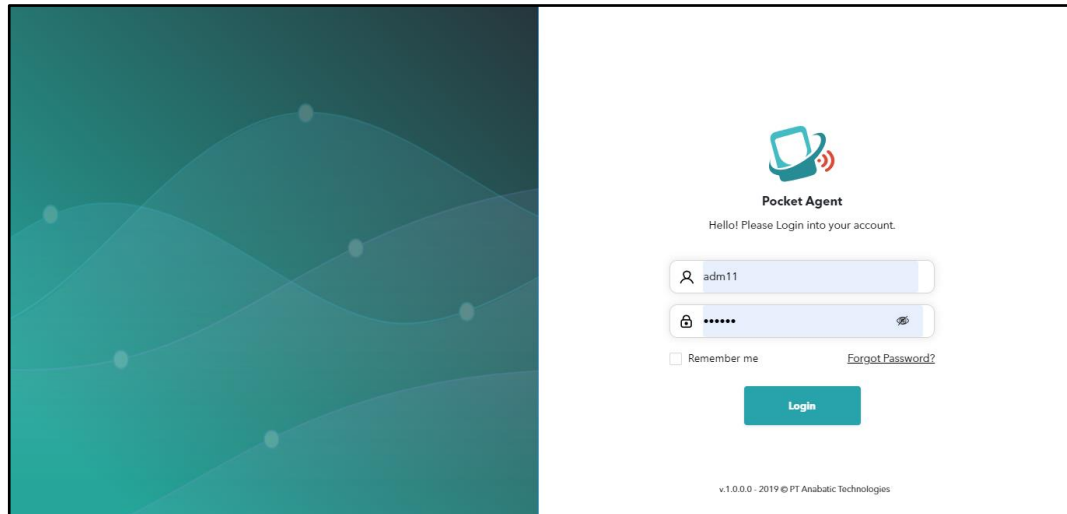 Pocket Agent
Hello! Please Login into your account.
adm11
••••••
Remember me
Forgot Password?
Login
v.1.0.0.0 - 2019 © PT Anabatic Technologies